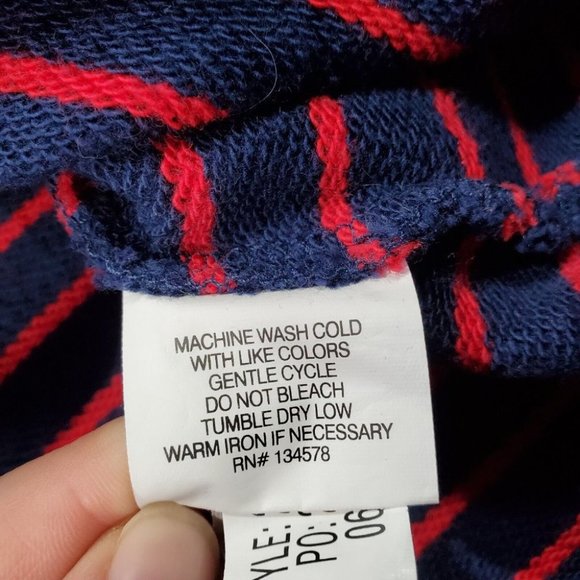 MACHINE WASH COLD
WITH LIKE COLORS
GENTLE CYCLE
DO NOT BLEACH
TUMBLE DRY LOW
WARM IRON IF NECESSARY
RN# 134578
PO: